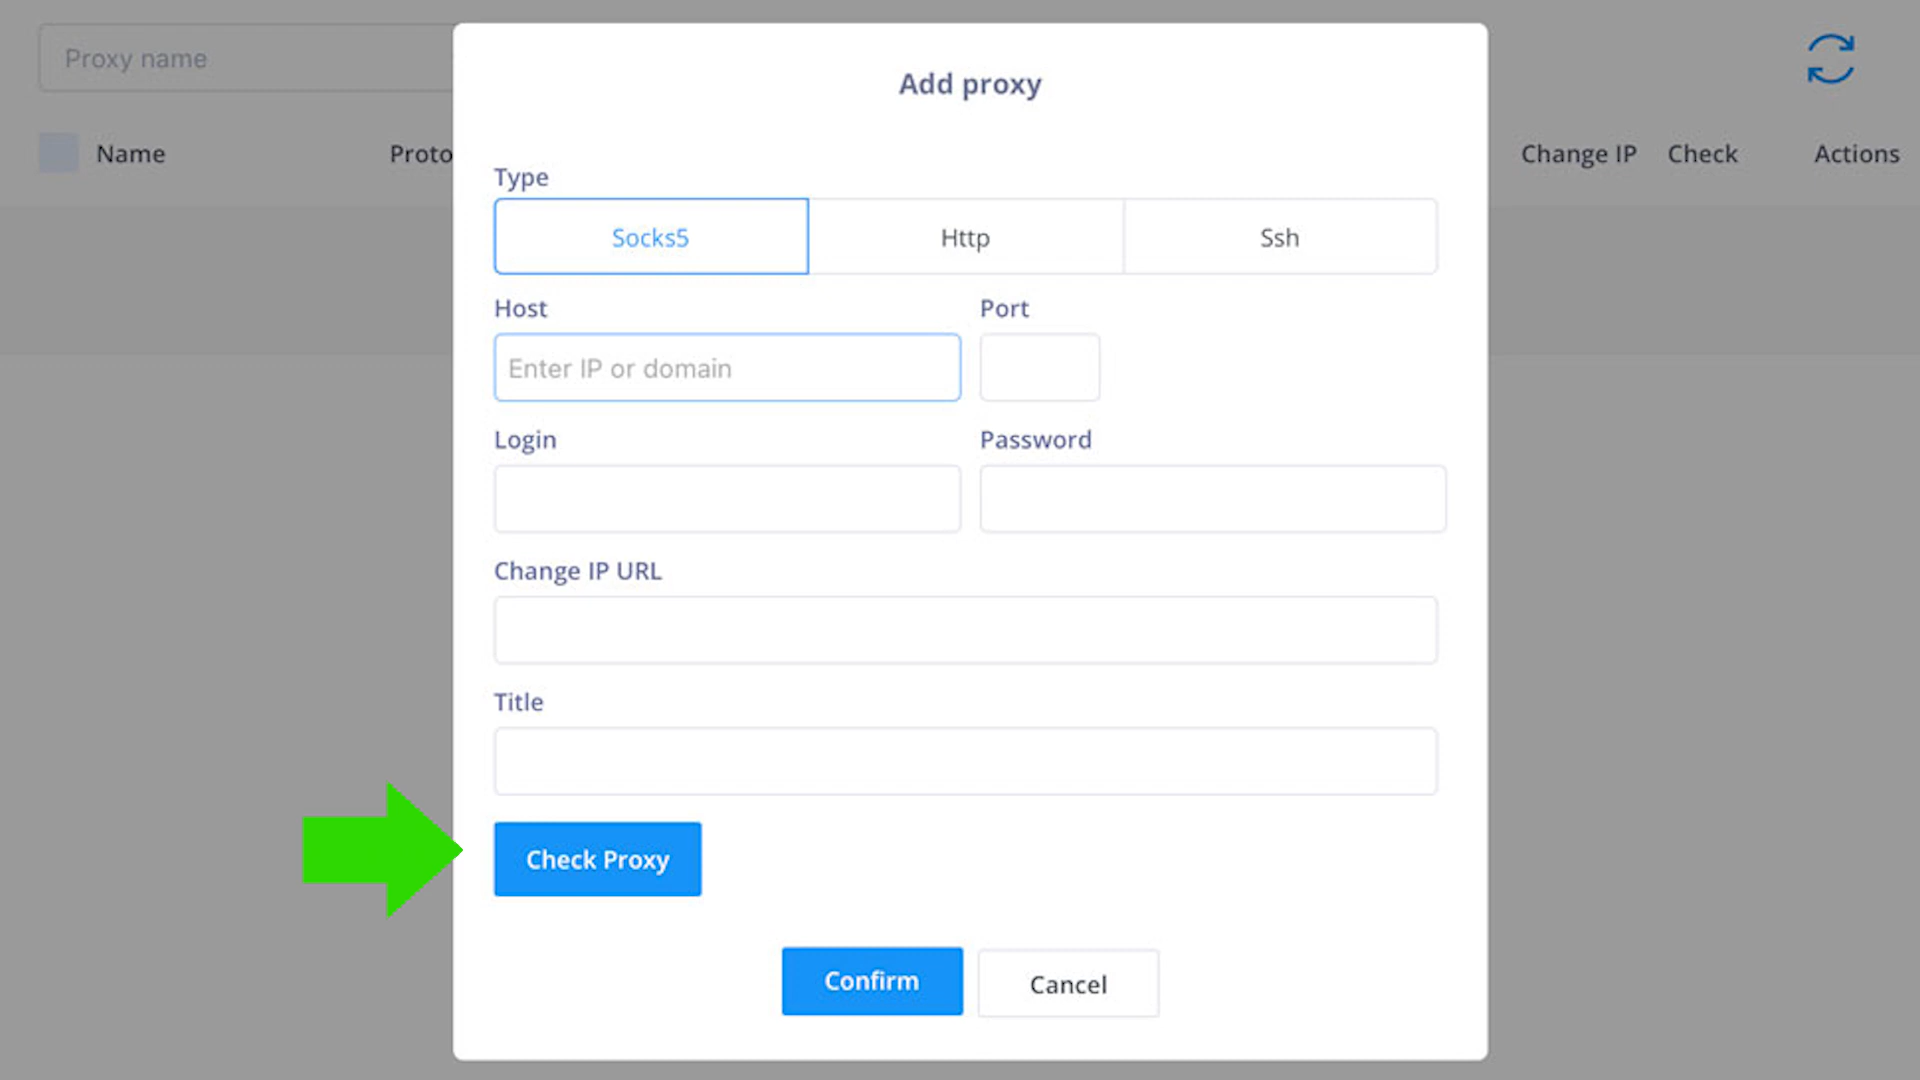 Proxy name
Add proxy
Name
Proto
Change IP
Check
Actions
Type
Socks5
Http
Ssh
Host
Port
Enter IP or domain
Login
Password
Change IP URL
Title
Check Proxy
Confirm
Cancel